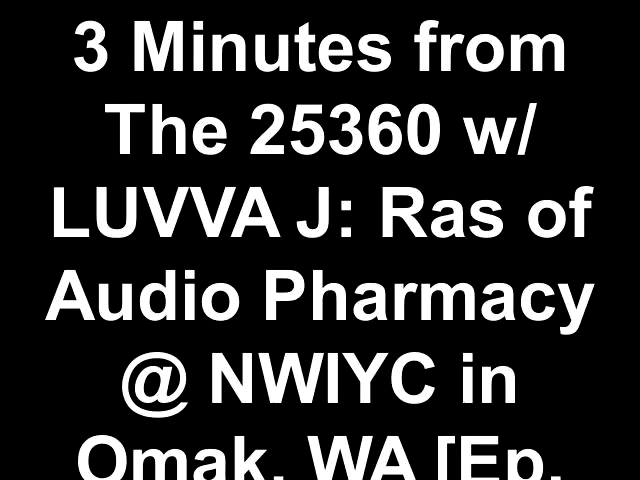 3 Minutes from
The 25360 w/
LUVVA J: Ras of
Audio Pharmacy
@ NWIYC in
Omak, WA [Ep.